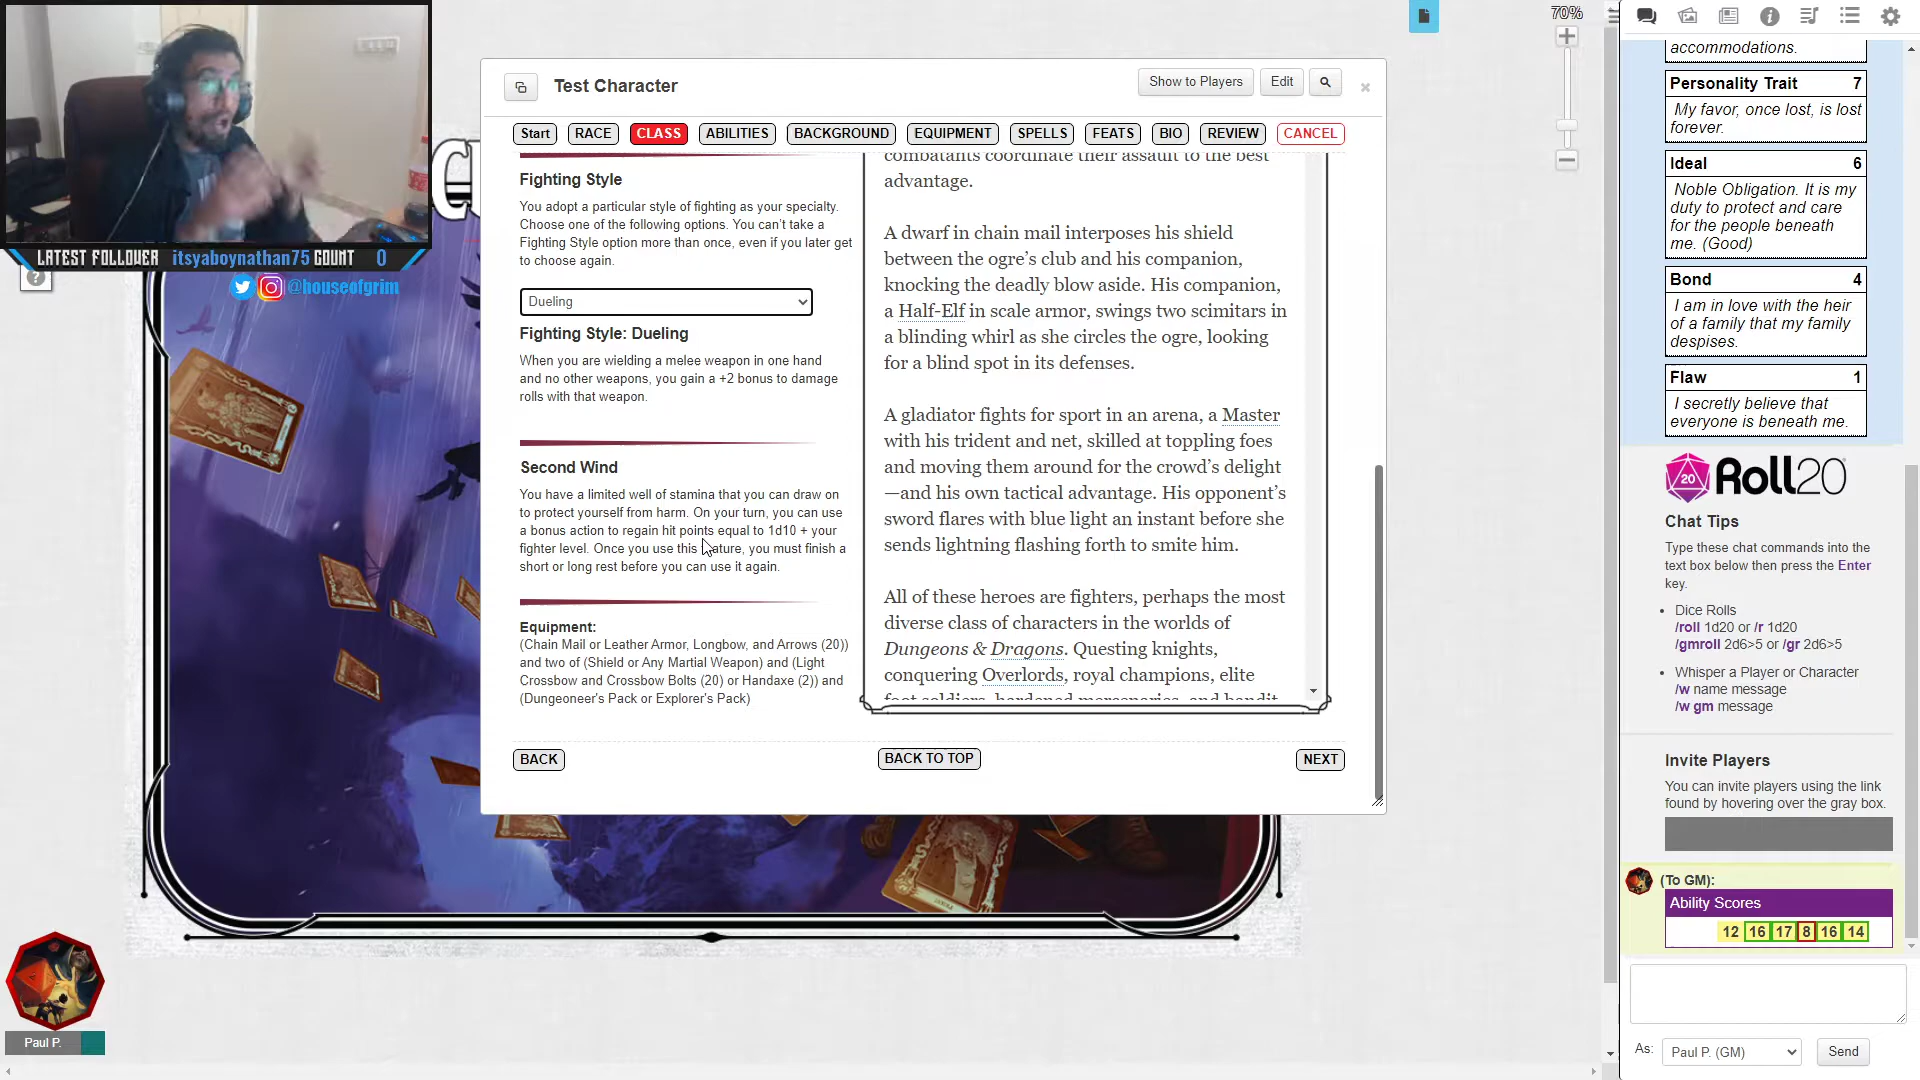 LATEST FOLLOWER itsyaboynathan75 COUNT 0
@houseofgrim
?
70%
Test Character
Show to Players
Edit
×
Start
RACE
CLASS
ABILITIES
BACKGROUND
EQUIPMENT
SPELLS
FEATS
BIO
REVIEW
CANCEL
Fighting Style
You adopt a particular style of fighting as your specialty.
Choose one of the following options. You can't take a
Fighting Style option more than once, even if you later get
to choose again.
Dueling
Fighting Style: Dueling
When you are wielding a melee weapon in one hand
and no other weapons, you gain a +2 bonus to damage
rolls with that weapon.
Second Wind
You have a limited well of stamina that you can draw on
to protect yourself from harm. On your turn, you can use
a bonus action to regain hit points equal to 1d10 + your
fighter level. Once you use this feature, you must finish a
short or long rest before you can use it again.
Equipment:
(Chain Mail or Leather Armor, Longbow, and Arrows (20))
and two of (Shield or Any Martial Weapon) and (Light
Crossbow and Crossbow Bolts (20) or Handaxe (2)) and
(Dungeoneer's Pack or Explorer's Pack)
combatants coordinate their assault to the best
advantage.
A dwarf in chain mail interposes his shield
between the ogre's club and his companion,
knocking the deadly blow aside. His companion,
a Half-Elf in scale armor, swings two scimitars in
a blinding whirl as she circles the ogre, looking
for a blind spot in its defenses.
A gladiator fights for sport in an arena, a Master
with his trident and net, skilled at toppling foes
and moving them around for the crowd's delight
—and his own tactical advantage. His opponent's
sword flares with blue light an instant before she
sends lightning flashing forth to smite him.
All of these heroes are fighters, perhaps the most
diverse class of characters in the worlds of
Dungeons & Dragons. Questing knights,
conquering Overlords, royal champions, elite
foot soldiers, hardened mercenaries, and bandit
BACK
BACK TO TOP
NEXT
Paul P.
accommodations.
Personality Trait 7
My favor, once lost, is lost
forever.
Ideal 6
Noble Obligation. It is my
duty to protect and care
for the people beneath
me. (Good)
Bond 4
I am in love with the heir
of a family that my family
despises.
Flaw 1
I secretly believe that
everyone is beneath me.
20 Roll20
Chat Tips
Type these chat commands into the
text box below then press the Enter
key.
• Dice Rolls
/roll 1d20 or /r 1d20
/gmroll 2d6>5 or /gr 2d6>5
• Whisper a Player or Character
/w name message
/w gm message
Invite Players
You can invite players using the link
found by hovering over the gray box.
(To GM):
Ability Scores
12 16 17 8 16 14
As: Paul P. (GM)
Send